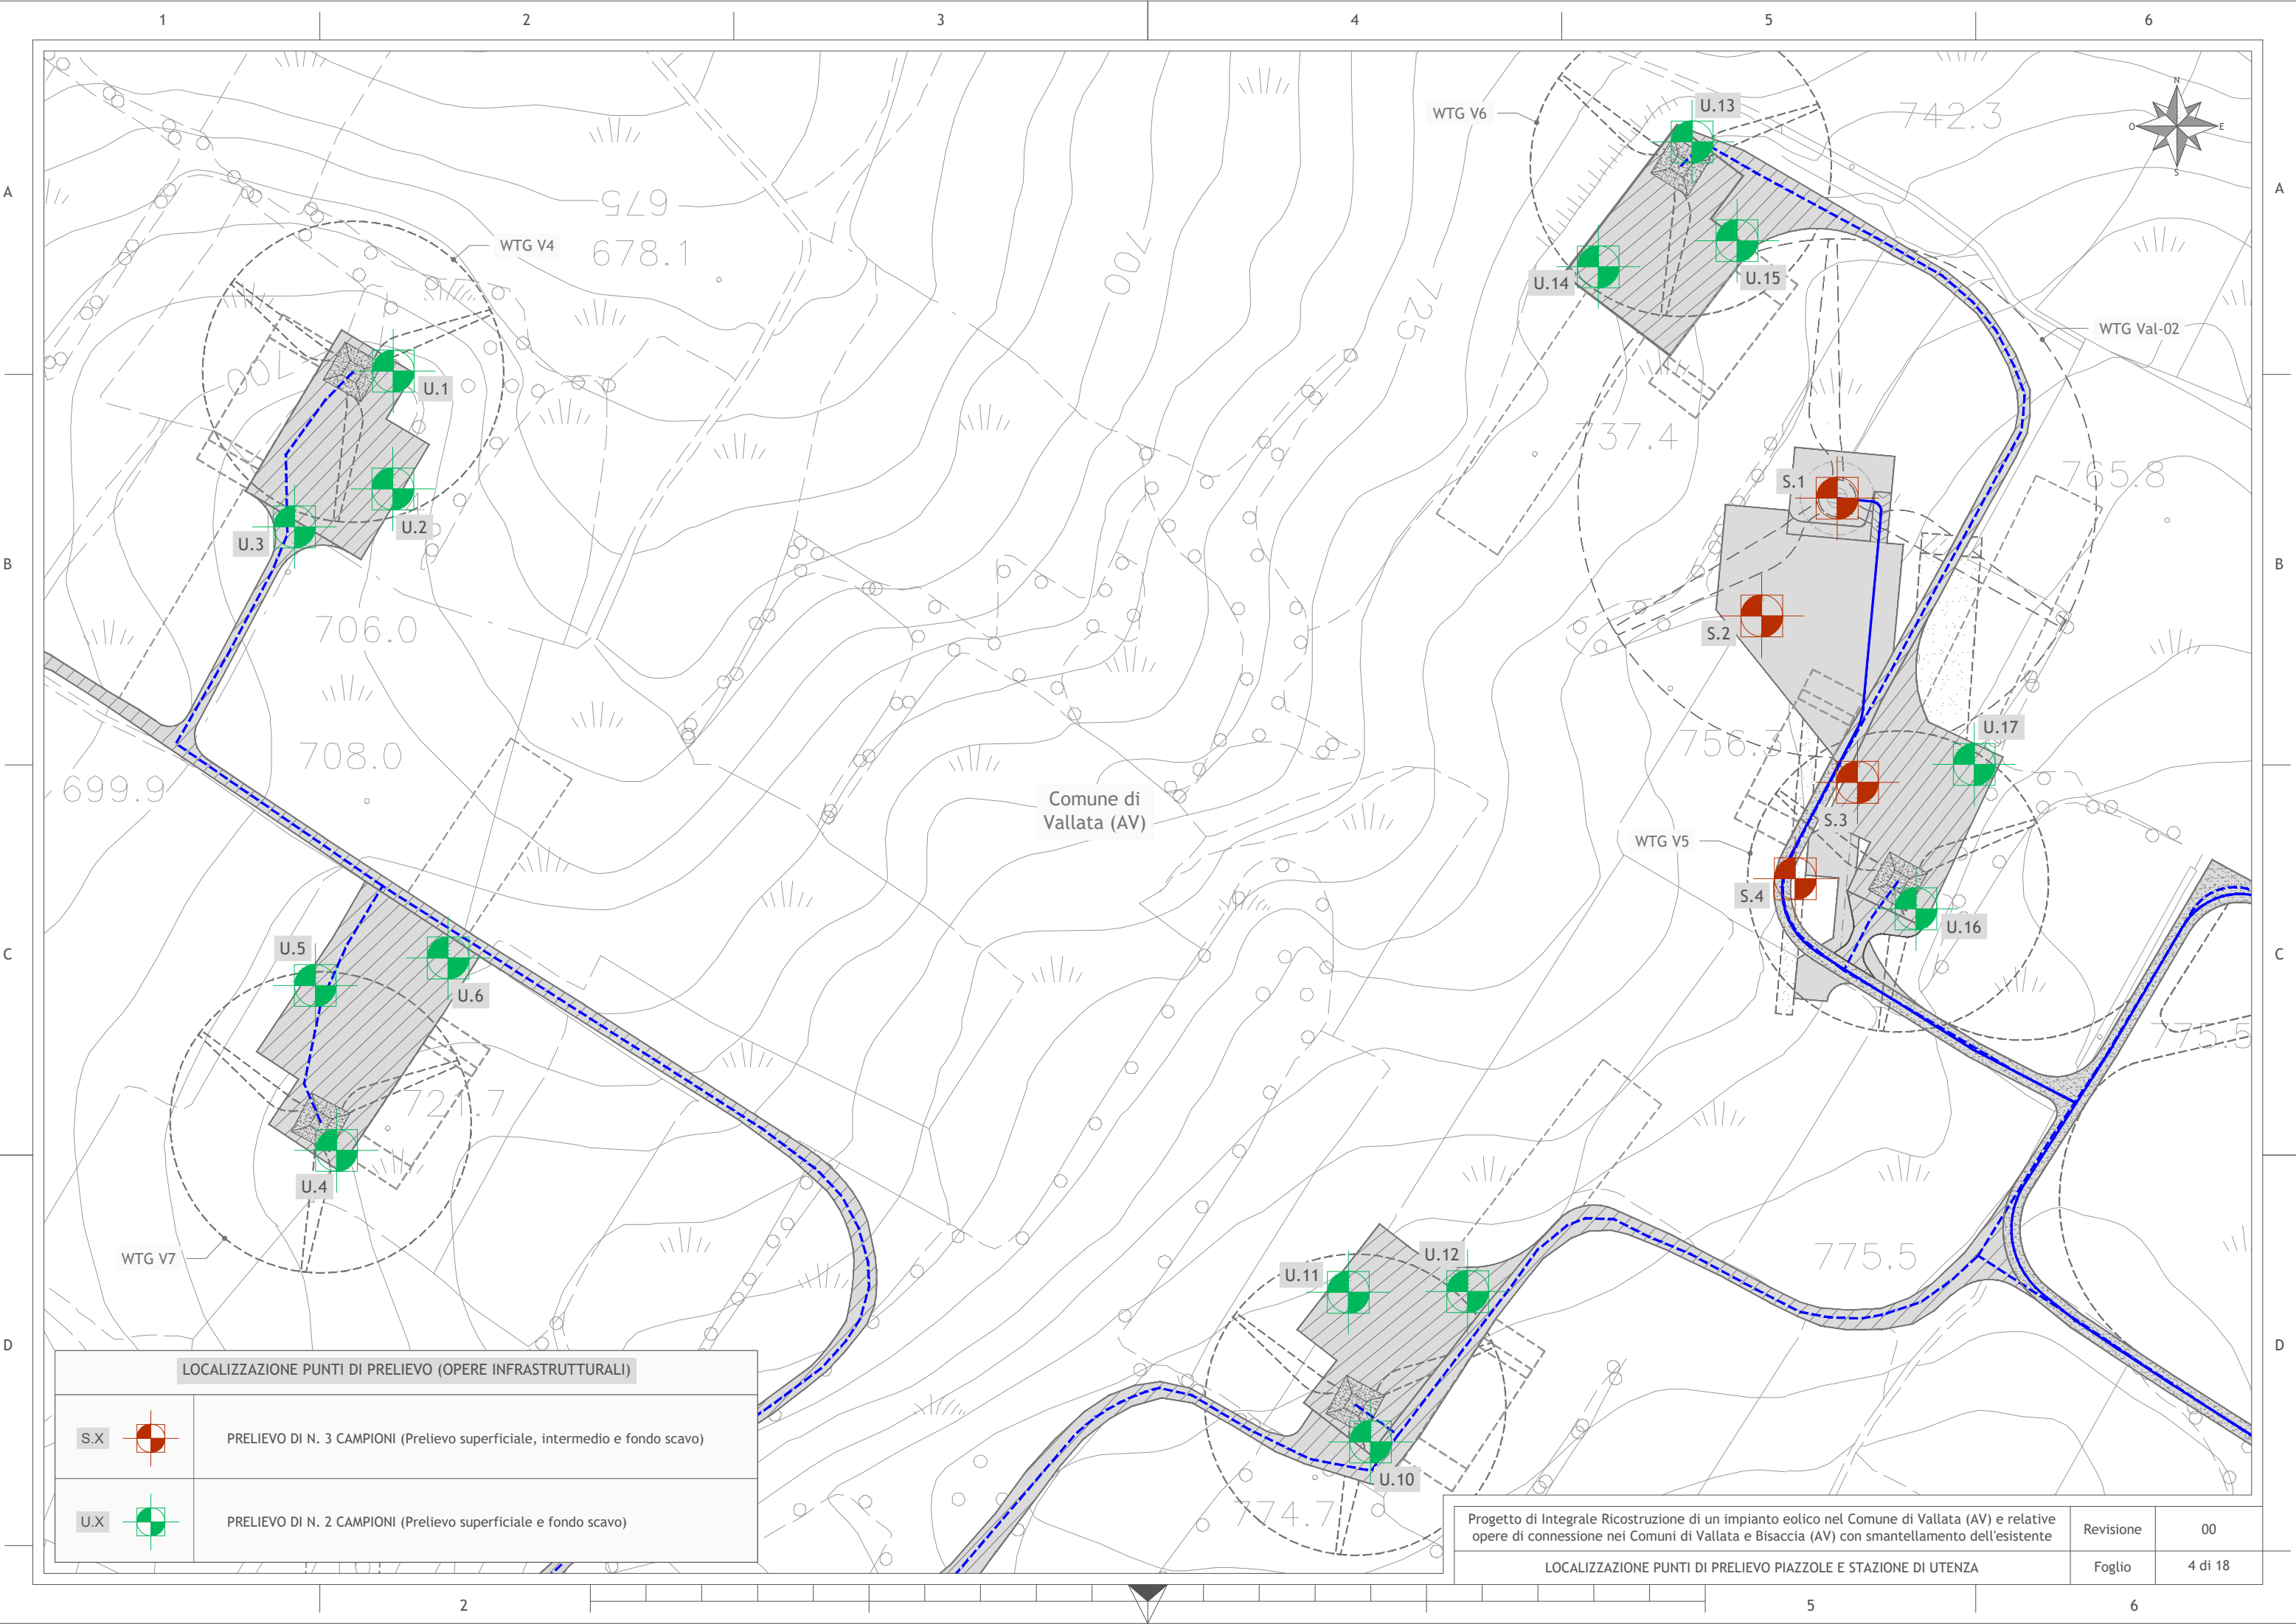 1 2 3 4 5 6
N
O E
S
A A
B B
C C
D D
WTG V6
U.13
742.3
675
678.1
WTG V4
700
725
U.14
U.15
WTG Val-02
U.1
700
737.4
765.8
S.1
U.2
U.3
S.2
706.0
708.0
756.3
U.17
699.9
Comune di
Vallata (AV)
S.3
WTG V5
S.4
U.16
U.5
U.6
775.5
721.7
U.4
WTG V7
U.12
U.11
775.5
U.10
774.7
LOCALIZZAZIONE PUNTI DI PRELIEVO (OPERE INFRASTRUTTURALI)
S.X PRELIEVO DI N. 3 CAMPIONI (Prelievo superficiale, intermedio e fondo scavo)
U.X PRELIEVO DI N. 2 CAMPIONI (Prelievo superficiale e fondo scavo)
Progetto di Integrale Ricostruzione di un impianto eolico nel Comune di Vallata (AV) e relative
opere di connessione nei Comuni di Vallata e Bisaccia (AV) con smantellamento dell'esistente
Revisione 00
LOCALIZZAZIONE PUNTI DI PRELIEVO PIAZZOLE E STAZIONE DI UTENZA
Foglio 4 di 18
2 5 6